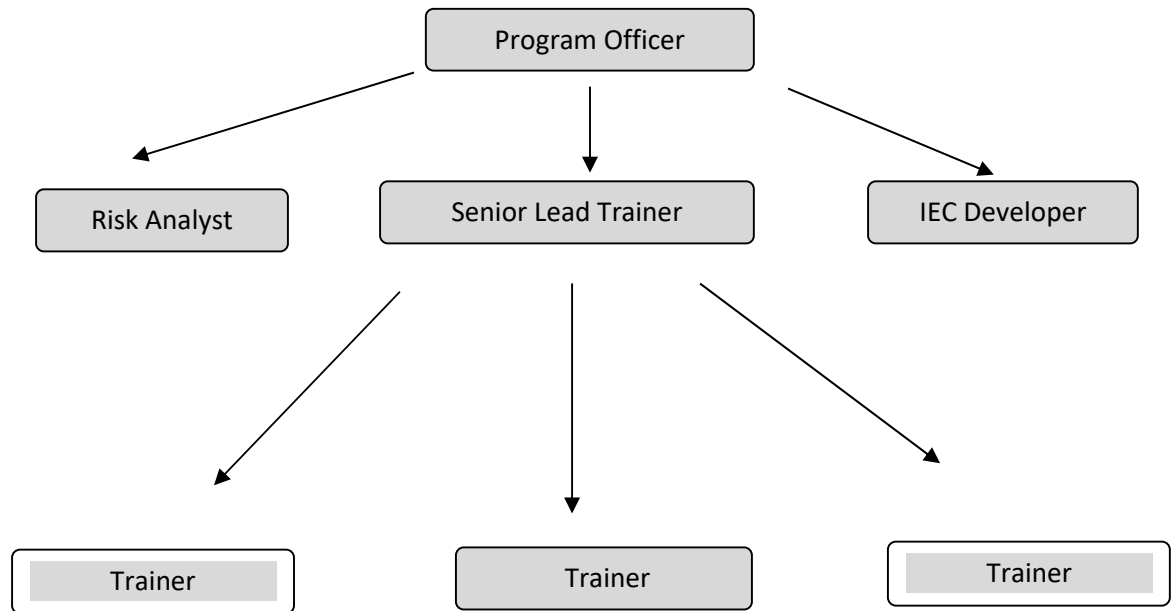 Program Officer
Risk Analyst
Senior Lead Trainer
IEC Developer
Trainer
Trainer
Trainer